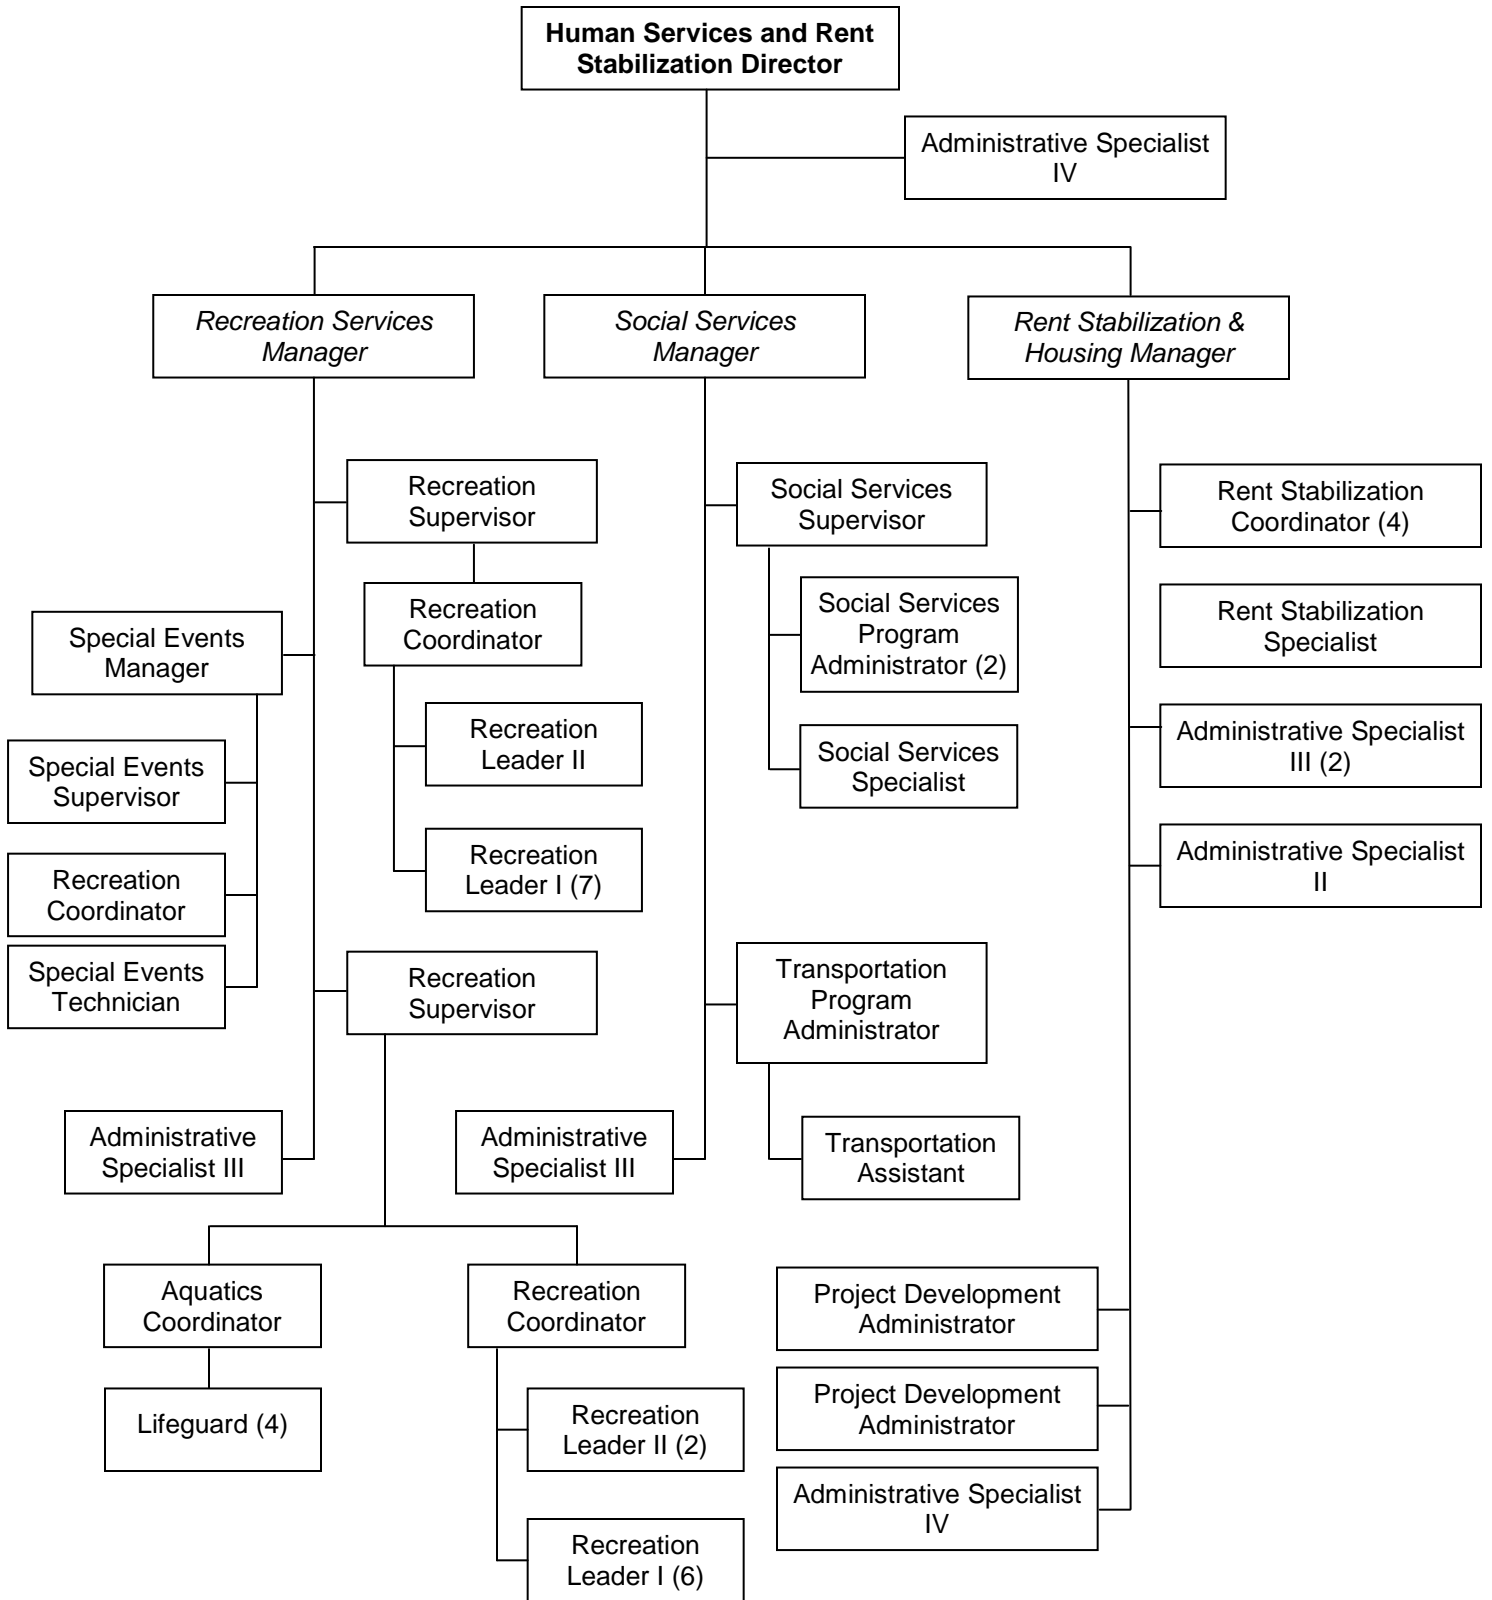 Human Services and Rent
Stabilization Director
Administrative Specialist
IV
Recreation Services
Manager
Social Services
Manager
Rent Stabilization &
Housing Manager
Recreation
Supervisor
Social Services
Supervisor
Rent Stabilization
Coordinator (4)
Special Events
Manager
Recreation
Coordinator
Social Services
Program
Administrator (2)
Rent Stabilization
Specialist
Special Events
Supervisor
Recreation
Leader II
Social Services
Specialist
Administrative Specialist
III (2)
Recreation
Coordinator
Recreation
Leader I (7)
Administrative Specialist
II
Special Events
Technician
Recreation
Supervisor
Transportation
Program
Administrator
Administrative
Specialist III
Administrative
Specialist III
Transportation
Assistant
Aquatics
Coordinator
Recreation
Coordinator
Project Development
Administrator
Lifeguard (4)
Recreation
Leader II (2)
Project Development
Administrator
Administrative Specialist
IV
Recreation
Leader I (6)